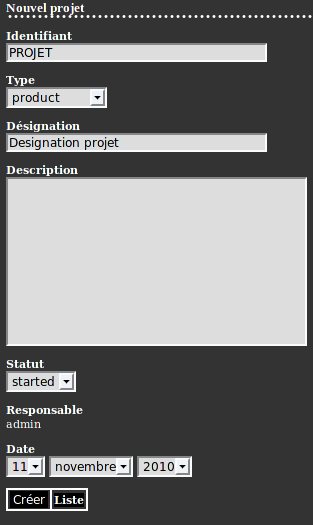 Nouvel projet
Identifiant
PROJET
Type
product
Désignation
Designation projet
Description
Statut
started
Responsable
admin
Date
11 novembre 2010
Créer Liste